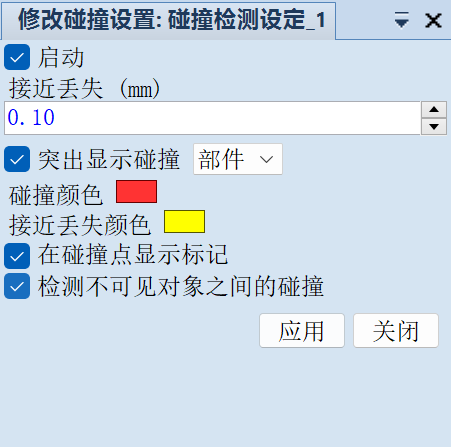 修改碰撞设置: 碰撞检测设定_1
启动
接近丢失 (mm)
0.10
突出显示碰撞 部件
碰撞颜色
接近丢失颜色
在碰撞点显示标记
检测不可见对象之间的碰撞
应用 关闭